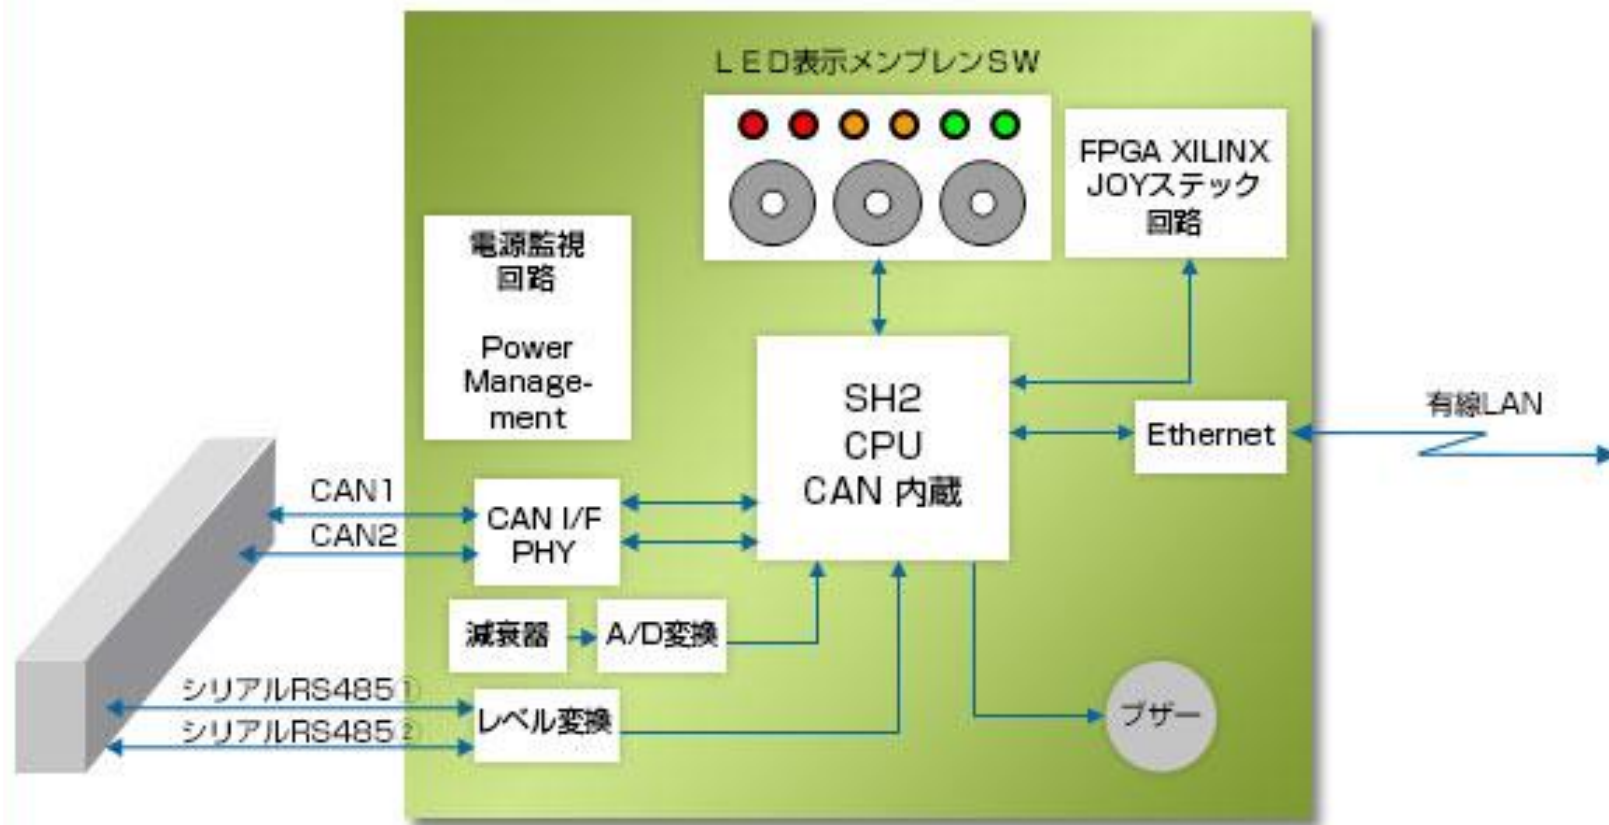 ＬＥＤ表示メンブレンＳＷ
FPGA XILINX
JOYステック
回路
電源監視
回路
Power
Manage-
ment
SH2
CPU
CAN 内蔵
Ethernet
有線LAN
CAN1
CAN2
CAN I/F
PHY
減衰器
A/D変換
シリアルRS485①
シリアルRS485②
レベル変換
ブザー